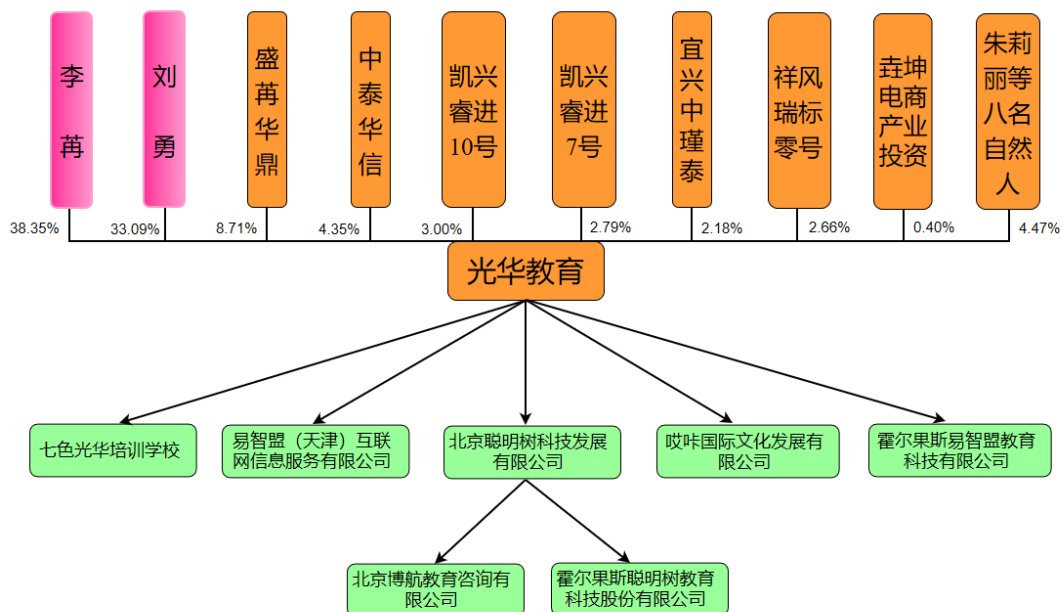 李
苒
刘
勇
盛
苒
华
鼎
中
泰
华
信
凯兴
睿进
10号
凯兴
睿进
7号
宜
兴
中
瑾
泰
祥风
瑞标
零号
垚坤
电商
产业
投资
朱莉
丽等
八名
自然
人
38.35%
33.09%
8.71%
4.35%
3.00%
2.79%
2.18%
2.66%
0.40%
4.47%
光华教育
七色光华培训学校
易智盟（天津）互联
网信息服务有限公司
北京聪明树科技发展
有限公司
哎咔国际文化发展有
限公司
霍尔果斯易智盟教育
科技有限公司
北京博航教育咨询有
限公司
霍尔果斯聪明树教育
科技股份有限公司